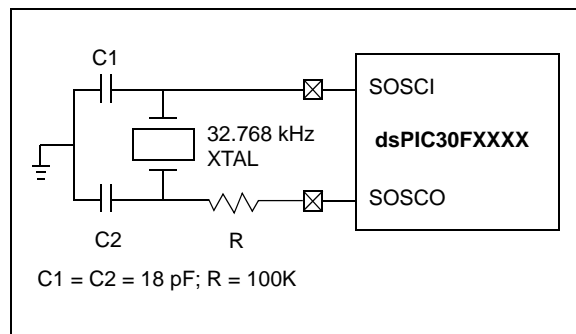 C1
SOSCI
32.768 kHz
XTAL
dsPIC30FXXXX
SOSCO
C2
R
C1 = C2 = 18 pF; R = 100K